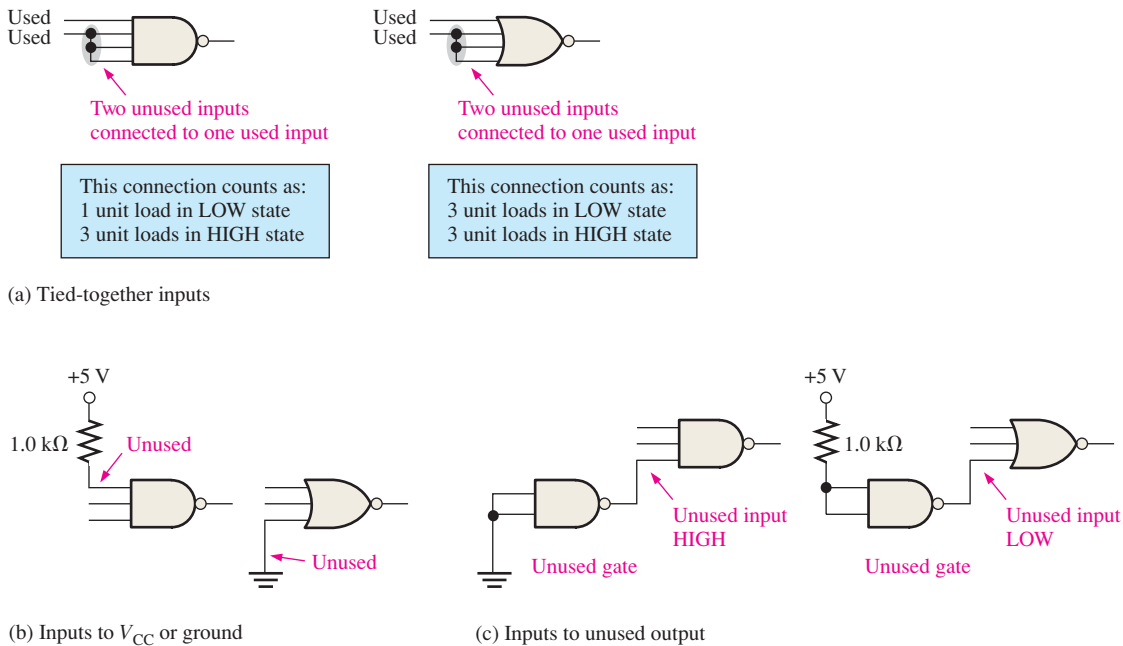 Used
Used
Two unused inputs
connected to one used input
This connection counts as:
1 unit load in LOW state
3 unit loads in HIGH state
Used
Used
Two unused inputs
connected to one used input
This connection counts as:
3 unit loads in LOW state
3 unit loads in HIGH state
(a) Tied-together inputs
+5 V
1.0 kΩ
Unused
Unused
(b) Inputs to VCC or ground
Unused input
HIGH
Unused gate
+5 V
1.0 kΩ
Unused input
LOW
Unused gate
(c) Inputs to unused output